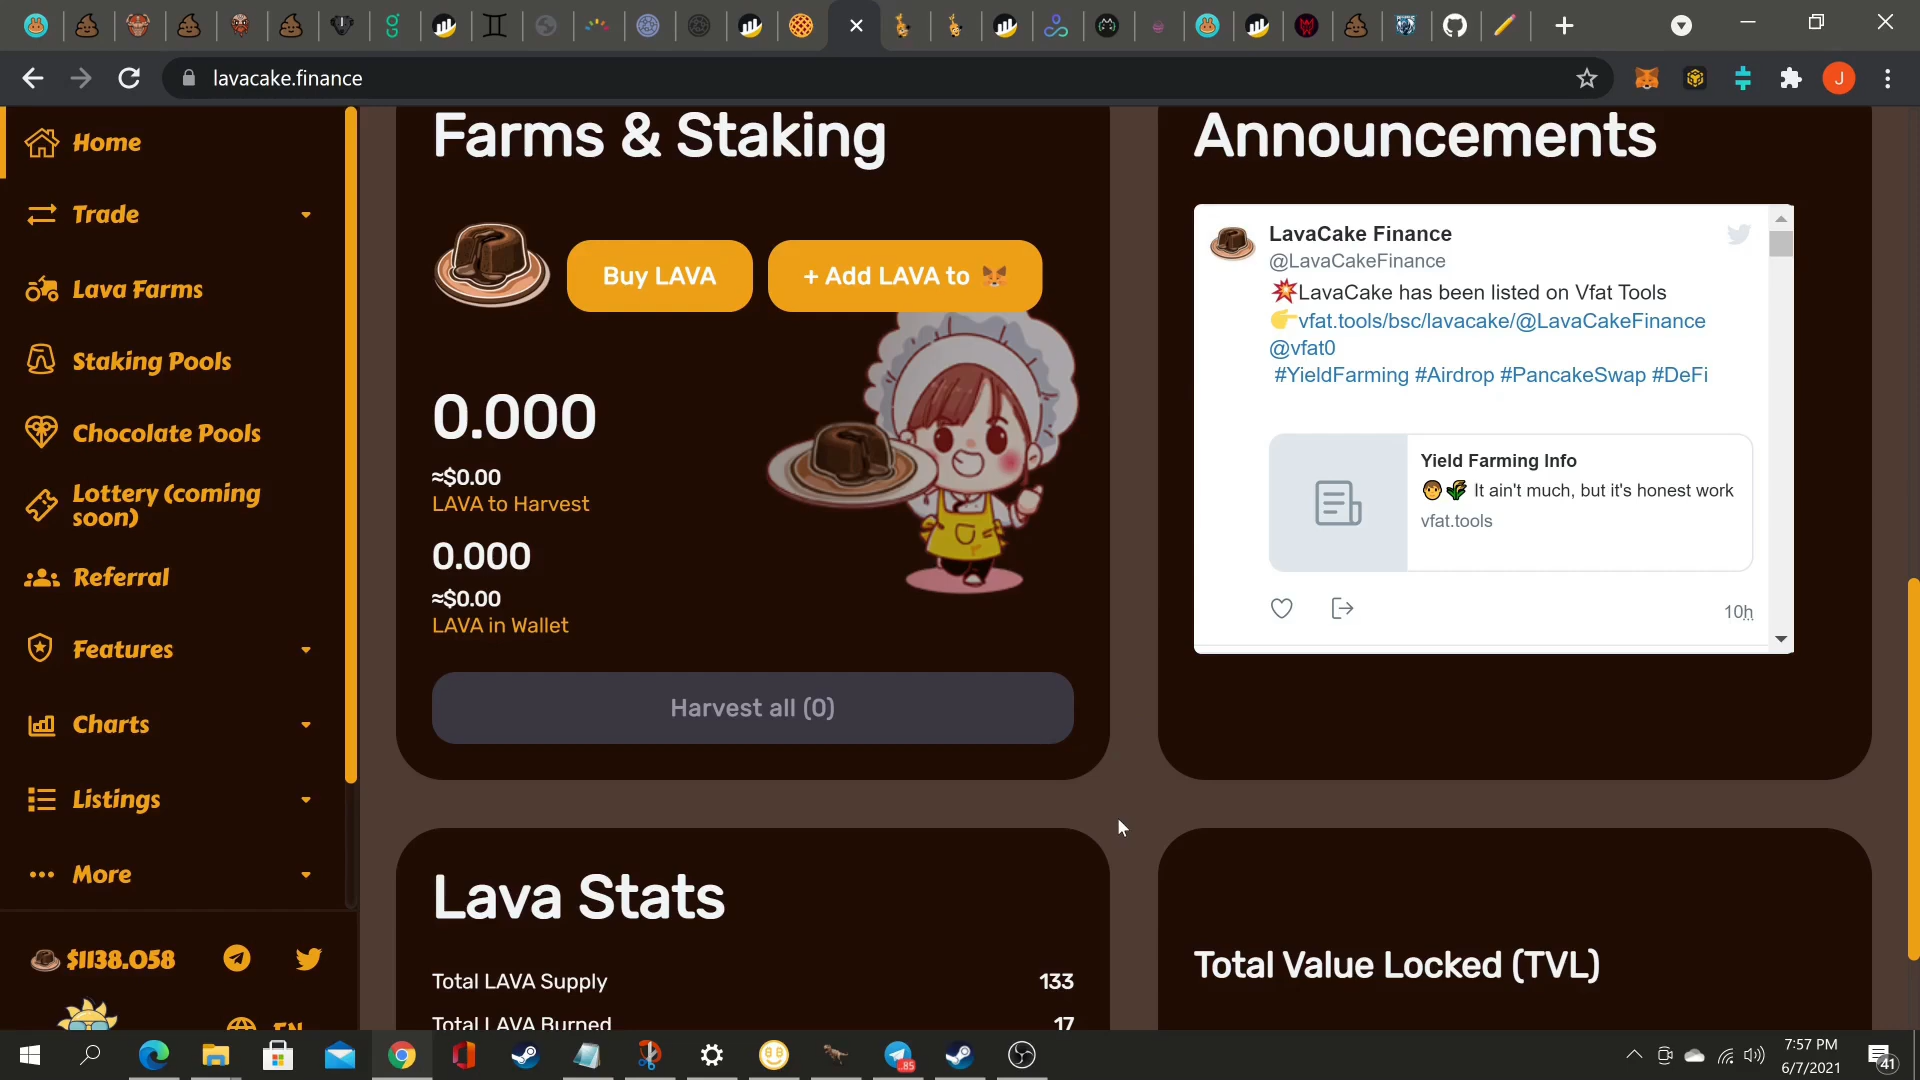 lavacake.finance
J
Home
Trade
Lava Farms
Staking Pools
Chocolate Pools
Lottery (coming
soon)
Referral
Features
Charts
Listings
More
$1138.058
EN
Farms & Staking
Buy LAVA
+ Add LAVA to
0.000
≈$0.00
LAVA to Harvest
0.000
≈$0.00
LAVA in Wallet
Harvest all (0)
Lava Stats
Total LAVA Supply 133
Total LAVA Burned 17
Announcements
LavaCake Finance
@LavaCakeFinance
💥LavaCake has been listed on Vfat Tools
👉vfat.tools/bsc/lavacake/@LavaCakeFinance
@vfat0
#YieldFarming #Airdrop #PancakeSwap #DeFi
Yield Farming Info
It ain't much, but it's honest work
vfat.tools
10h
Total Value Locked (TVL)
85
7:57 PM
6/7/2021
41